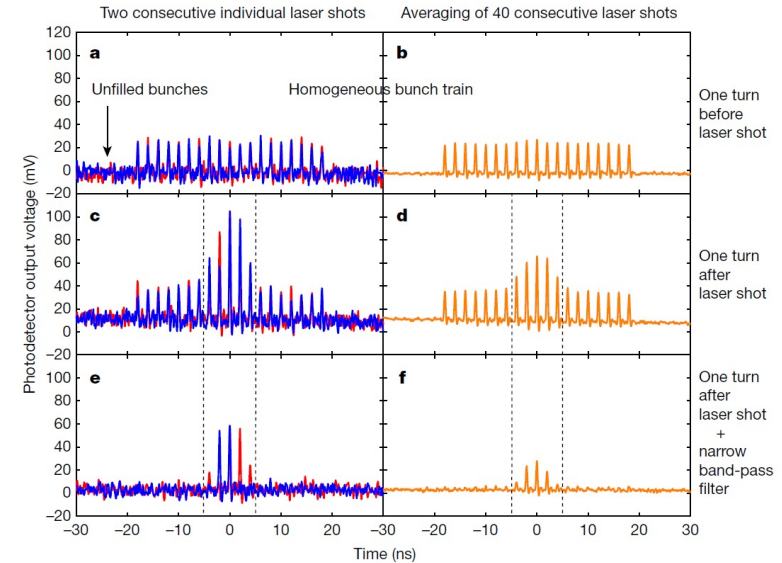 Two consecutive individual laser shots
Averaging of 40 consecutive laser shots
120
100
80
60
40
20
0
−20
a
Unfilled bunches
Homogeneous bunch train
b
One turn
before
laser shot
Photodetector output voltage (mV)
100
80
60
40
20
0
−20
c
d
One turn
after
laser shot
100
80
60
40
20
0
−20
e
f
One turn
after
laser shot
+
narrow
band-pass
filter
−30 −20 −10 0 10 20 −30 −20 −10 0 10 20 30
Time (ns)